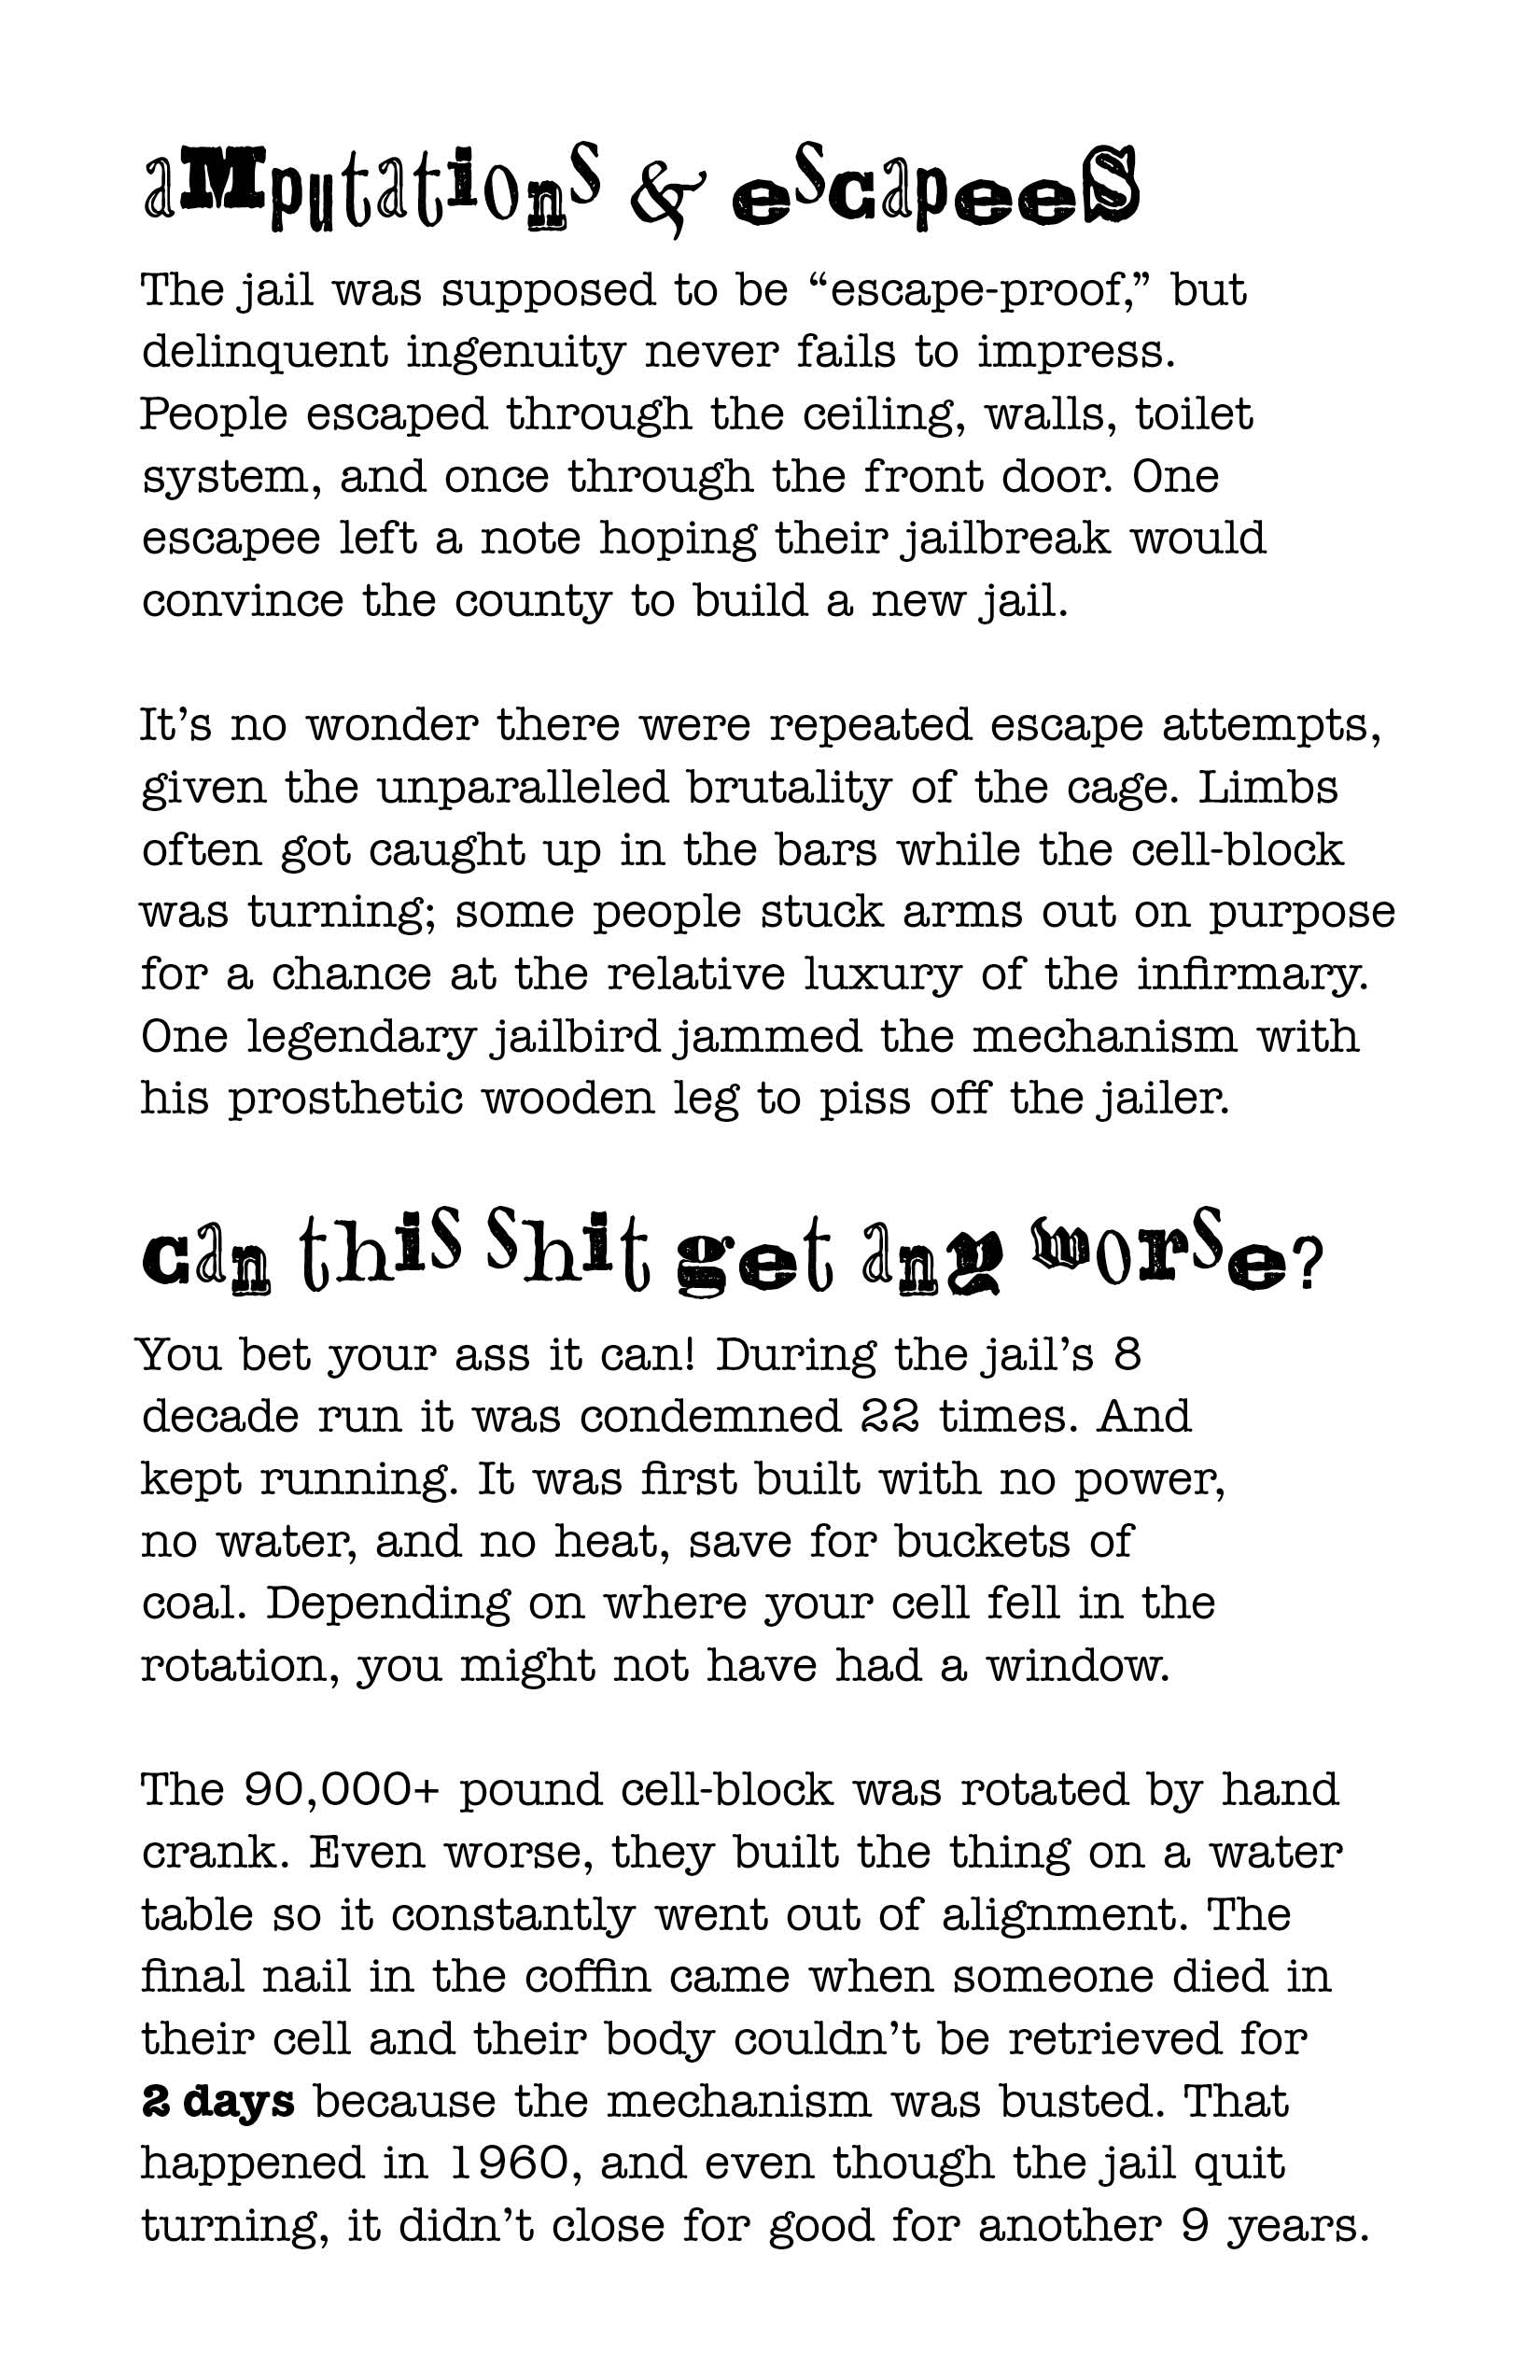 aMputations & escapeeS
The jail was supposed to be “escape-proof,” but
delinquent ingenuity never fails to impress.
People escaped through the ceiling, walls, toilet
system, and once through the front door. One
escapee left a note hoping their jailbreak would
convince the county to build a new jail.
It’s no wonder there were repeated escape attempts,
given the unparalleled brutality of the cage. Limbs
often got caught up in the bars while the cell-block
was turning; some people stuck arms out on purpose
for a chance at the relative luxury of the infirmary.
One legendary jailbird jammed the mechanism with
his prosthetic wooden leg to piss off the jailer.
can this shit get any worse?
You bet your ass it can! During the jail’s 8
decade run it was condemned 22 times. And
kept running. It was first built with no power,
no water, and no heat, save for buckets of
coal. Depending on where your cell fell in the
rotation, you might not have had a window.
The 90,000+ pound cell-block was rotated by hand
crank. Even worse, they built the thing on a water
table so it constantly went out of alignment. The
final nail in the coffin came when someone died in
their cell and their body couldn’t be retrieved for
2 days because the mechanism was busted. That
happened in 1960, and even though the jail quit
turning, it didn’t close for good for another 9 years.